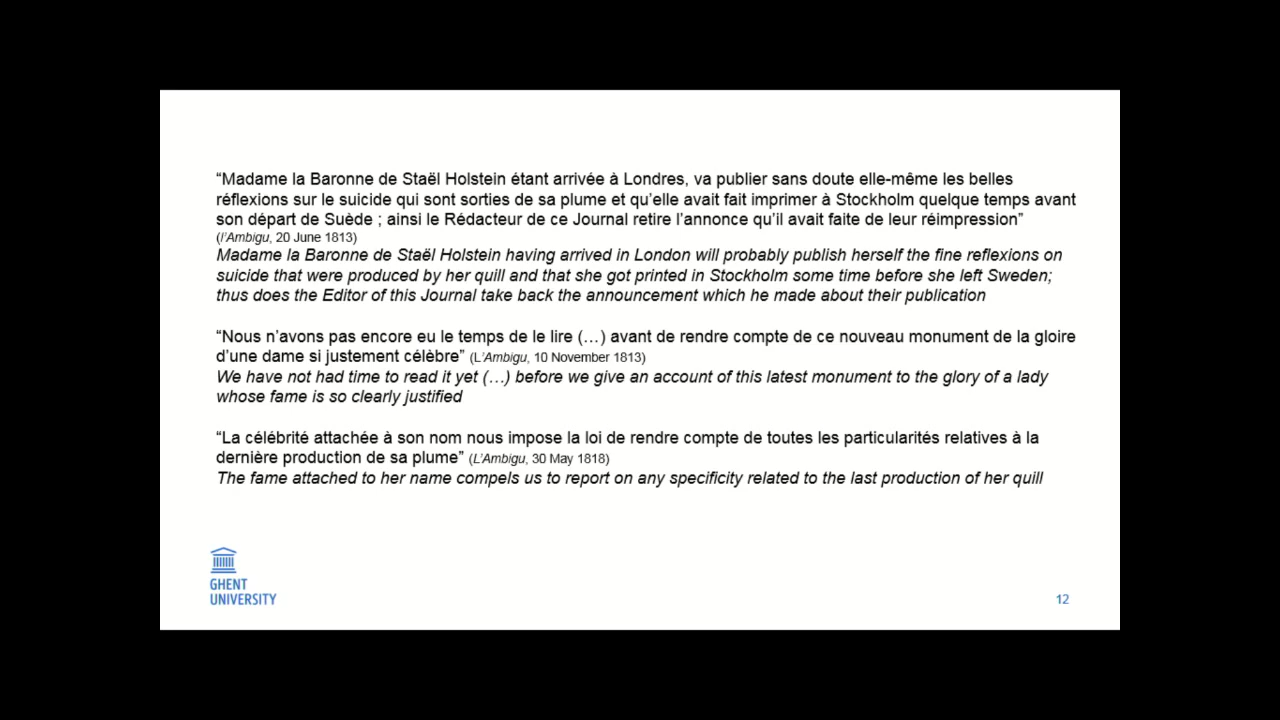 “Madame la Baronne de Staël Holstein étant arrivée à Londres, va publier sans doute elle-même les belles
réflexions sur le suicide qui sont sorties de sa plume et qu’elle avait fait imprimer à Stockholm quelque temps avant
son départ de Suède ; ainsi le Rédacteur de ce Journal retire l’annonce qu’il avait faite de leur réimpression”
(l’Ambigu, 20 June 1813)
Madame la Baronne de Staël Holstein having arrived in London will probably publish herself the fine reflexions on
suicide that were produced by her quill and that she got printed in Stockholm some time before she left Sweden;
thus does the Editor of this Journal take back the announcement which he made about their publication
“Nous n’avons pas encore eu le temps de le lire (…) avant de rendre compte de ce nouveau monument de la gloire
d’une dame si justement célèbre” (L’Ambigu, 10 November 1813)
We have not had time to read it yet (…) before we give an account of this latest monument to the glory of a lady
whose fame is so clearly justified
“La célébrité attachée à son nom nous impose la loi de rendre compte de toutes les particularités relatives à la
dernière production de sa plume” (L’Ambigu, 30 May 1818)
The fame attached to her name compels us to report on any specificity related to the last production of her quill
GHENT
UNIVERSITY
12